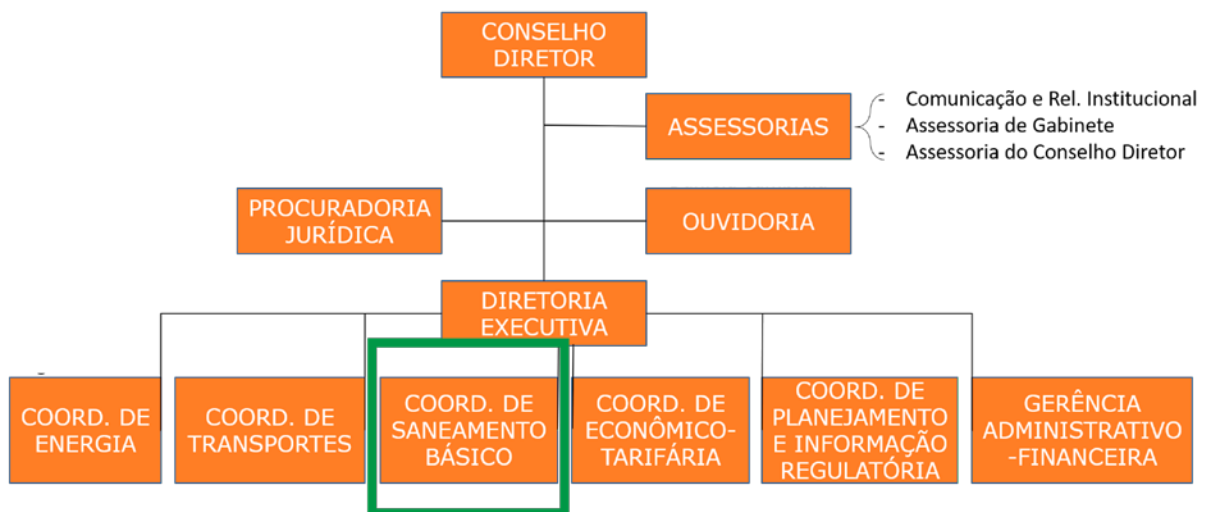 CONSELHO
DIRETOR
ASSESSORIAS
- Comunicação e Rel. Institucional
- Assessoria de Gabinete
- Assessoria do Conselho Diretor
PROCURADORIA
JURÍDICA
OUVIDORIA
DIRETORIA
EXECUTIVA
-
COORD. DE
ENERGIA
COORD. DE
TRANSPORTES
COORD. DE
SANEAMENTO
BÁSICO
COORD. DE
ECONÔMICO-
TARIFÁRIA
COORD. DE
PLANEJAMENTO
E INFORMAÇÃO
REGULATÓRIA
GERÊNCIA
ADMINISTRATIVO
-FINANCEIRA